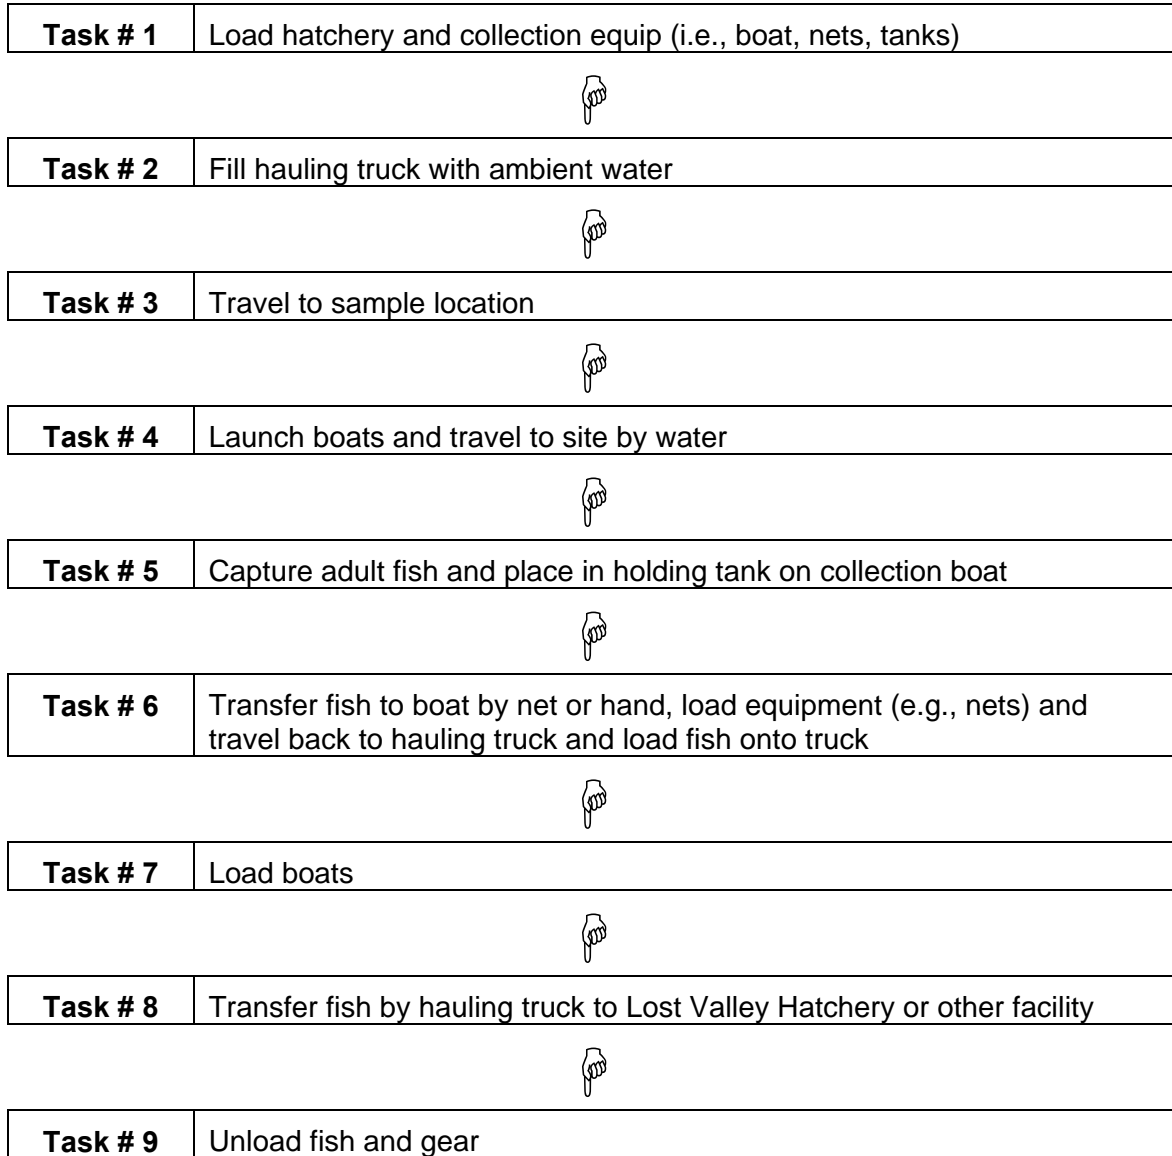 Task # 1 Load hatchery and collection equip (i.e., boat, nets, tanks)
Task # 2 Fill hauling truck with ambient water
Task # 3 Travel to sample location
Task # 4 Launch boats and travel to site by water
Task # 5 Capture adult fish and place in holding tank on collection boat
Task # 6 Transfer fish to boat by net or hand, load equipment (e.g., nets) and
travel back to hauling truck and load fish onto truck
Task # 7 Load boats
Task # 8 Transfer fish by hauling truck to Lost Valley Hatchery or other facility
Task # 9 Unload fish and gear